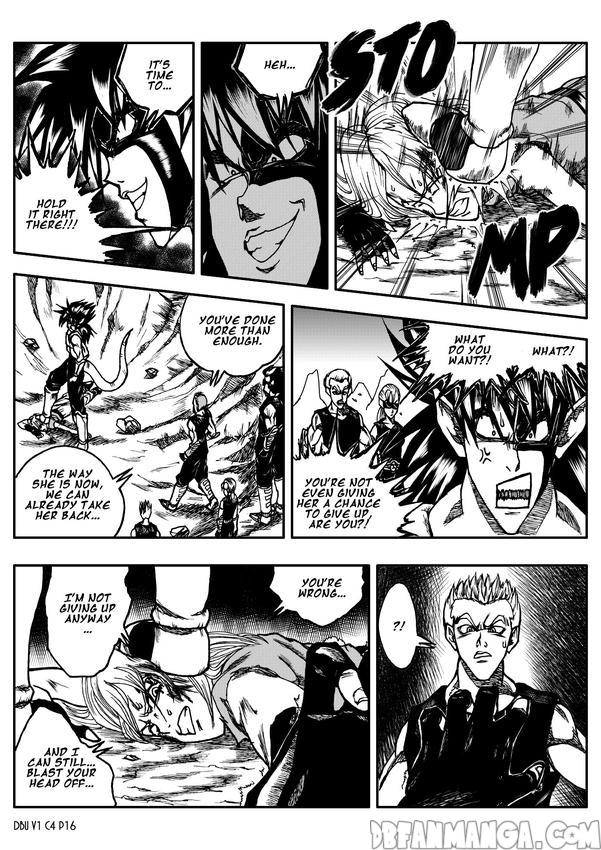 HEH...
IT'S
TIME
TO...
HOLD
IT RIGHT
THERE!!!
STO
MP
YOU'VE DONE
MORE THAN
ENOUGH.
THE WAY
SHE IS NOW,
WE CAN
ALREADY TAKE
HER BACK...
WHAT?!
WHAT
DO YOU
WANT?!
YOU'RE NOT
EVEN GIVING
HER A CHANCE
TO GIVE UP,
ARE YOU?!
YOU'RE
WRONG...
I'M NOT
GIVING UP
ANYWAY
...
AND I
CAN STILL...
BLAST YOUR
HEAD OFF...
?!
DBU V1 C4 P16
DBFANMANGA.COM